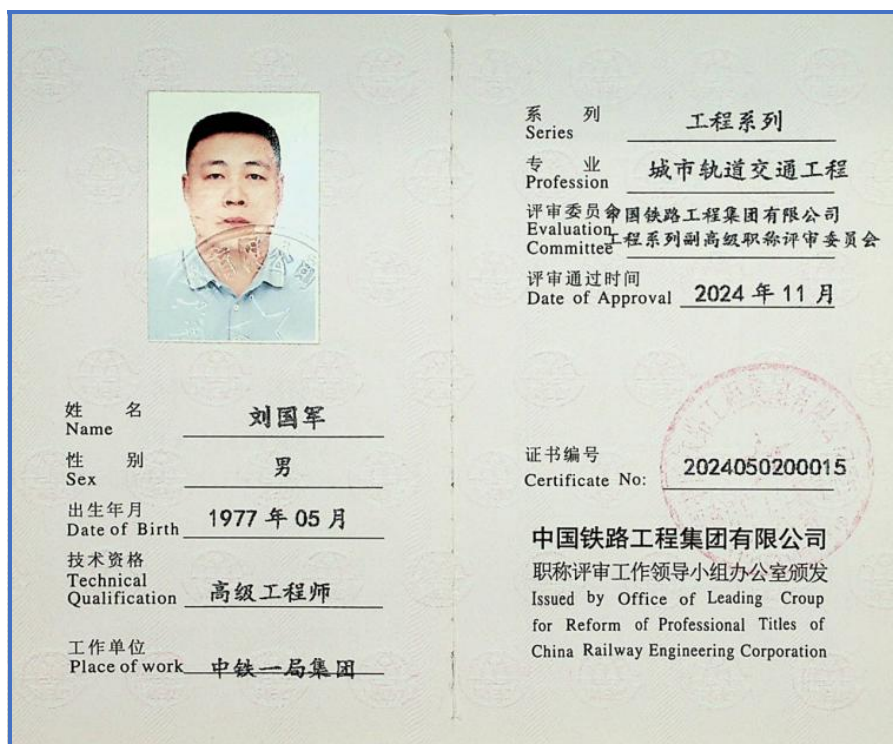 姓名 刘国军
Name
性别 男
Sex
出生年月 1977 年 05 月
Date of Birth
技术资格
Technical
Qualification 高级工程师
工作单位
Place of work 中铁一局集团
系列 工程系列
Series
专业 城市轨道交通工程
Profession
评审委员会 中国铁路工程集团有限公司
Evaluation
Committee 工程系列副高级职称评审委员会
评审通过时间
Date of Approval 2024 年 11 月
证书编号
Certificate No: 2024050200015
中国铁路工程集团有限公司
职称评审工作领导小组办公室颁发
Issued by Office of Leading Croup
for Reform of Professional Titles of
China Railway Engineering Corporation